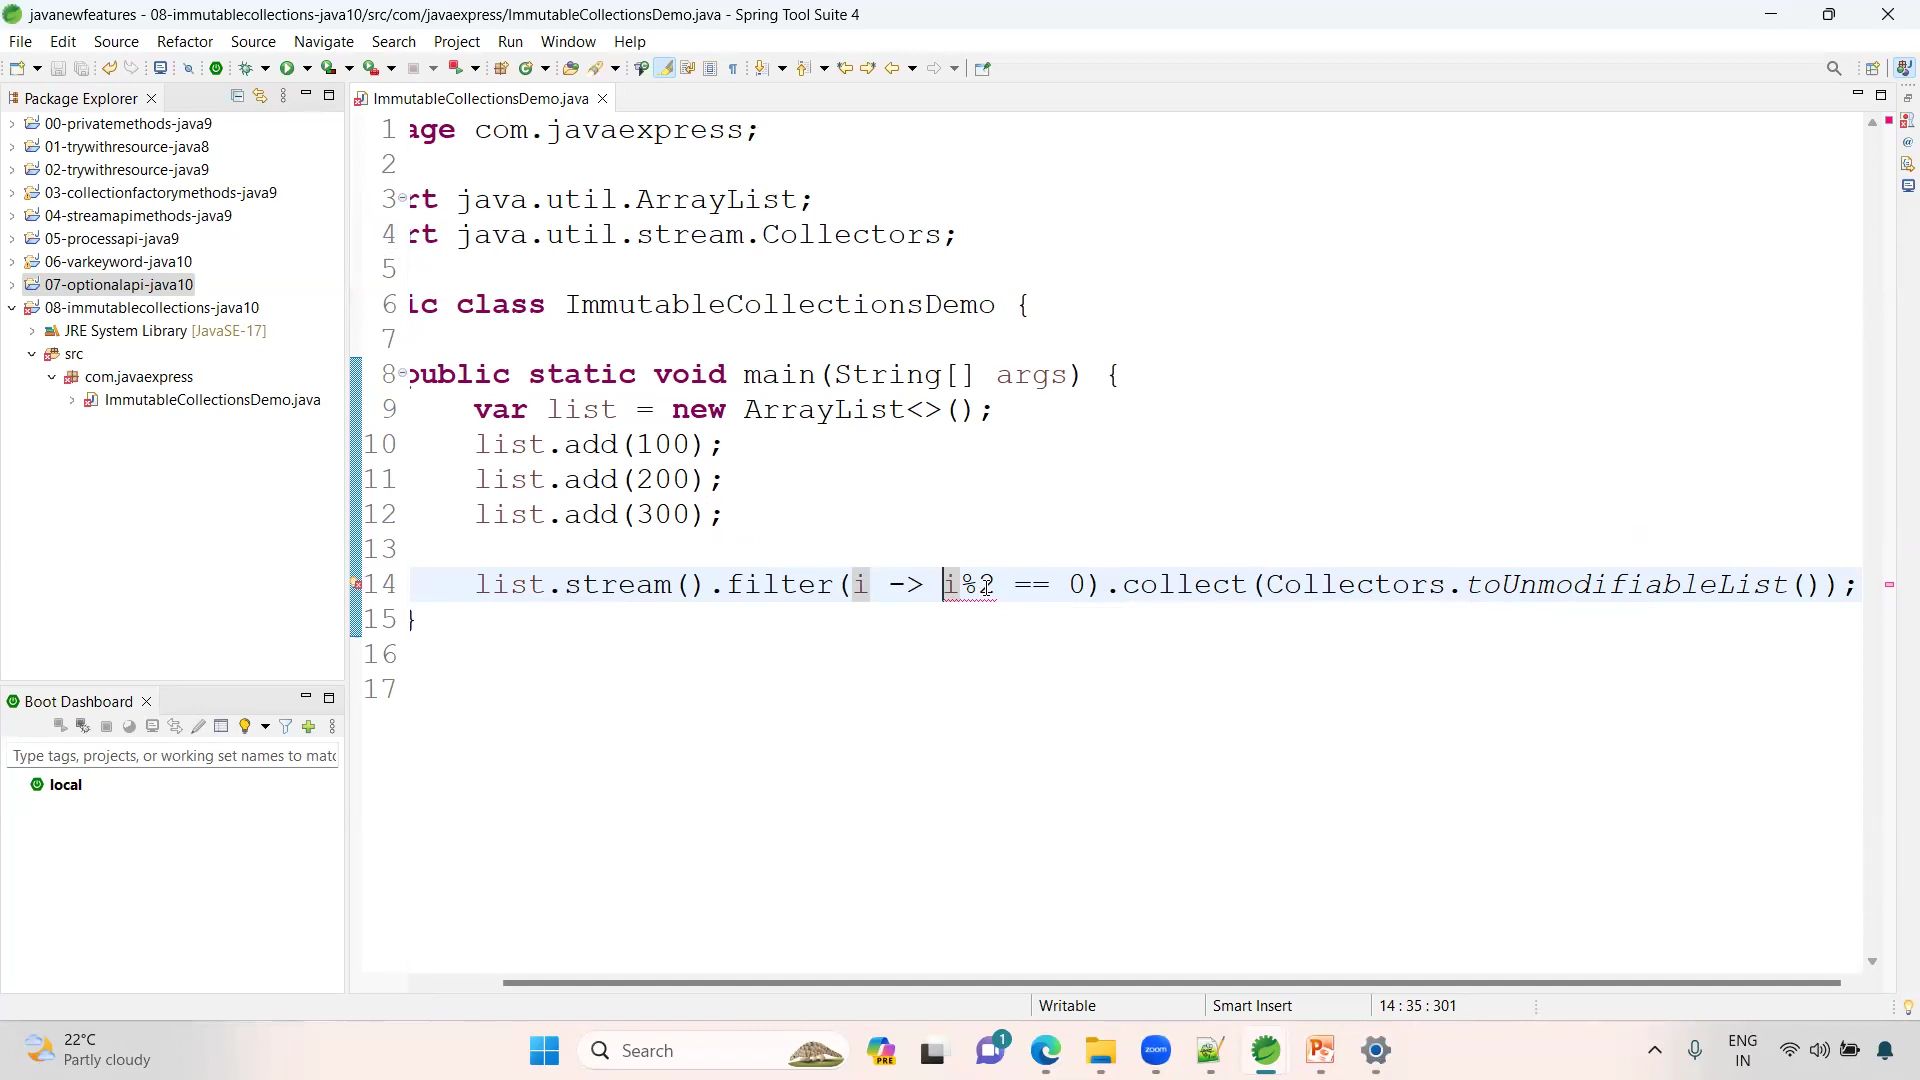 javanewfeatures - 08-immutablecollections-java10/src/com/javaexpress/ImmutableCollectionsDemo.java - Spring Tool Suite 4
File Edit Source Refactor Source Navigate Search Project Run Window Help
Package Explorer
ImmutableCollectionsDemo.java
00-privatemethods-java9
01-trywithresource-java8
02-trywithresource-java9
03-collectionfactorymethods-java9
04-streamapimethods-java9
05-processapi-java9
06-varkeyword-java10
07-optionalapi-java10
08-immutablecollections-java10
JRE System Library [JavaSE-17]
src
com.javaexpress
ImmutableCollectionsDemo.java
1 age com.javaexpress;
2
3 rt java.util.ArrayList;
4 rt java.util.stream.Collectors;
5
6 ic class ImmutableCollectionsDemo {
7
8 public static void main(String[] args) {
9 var list = new ArrayList<>();
10 list.add(100);
11 list.add(200);
12 list.add(300);
13
14 list.stream().filter(i -> i%2 == 0).collect(Collectors.toUnmodifiableList());
15 }
16
17
Boot Dashboard
Type tags, projects, or working set names to matc
local
Writable
Smart Insert
14 : 35 : 301
22°C
Partly cloudy
Search
PRE
1
zoom
ENG
IN